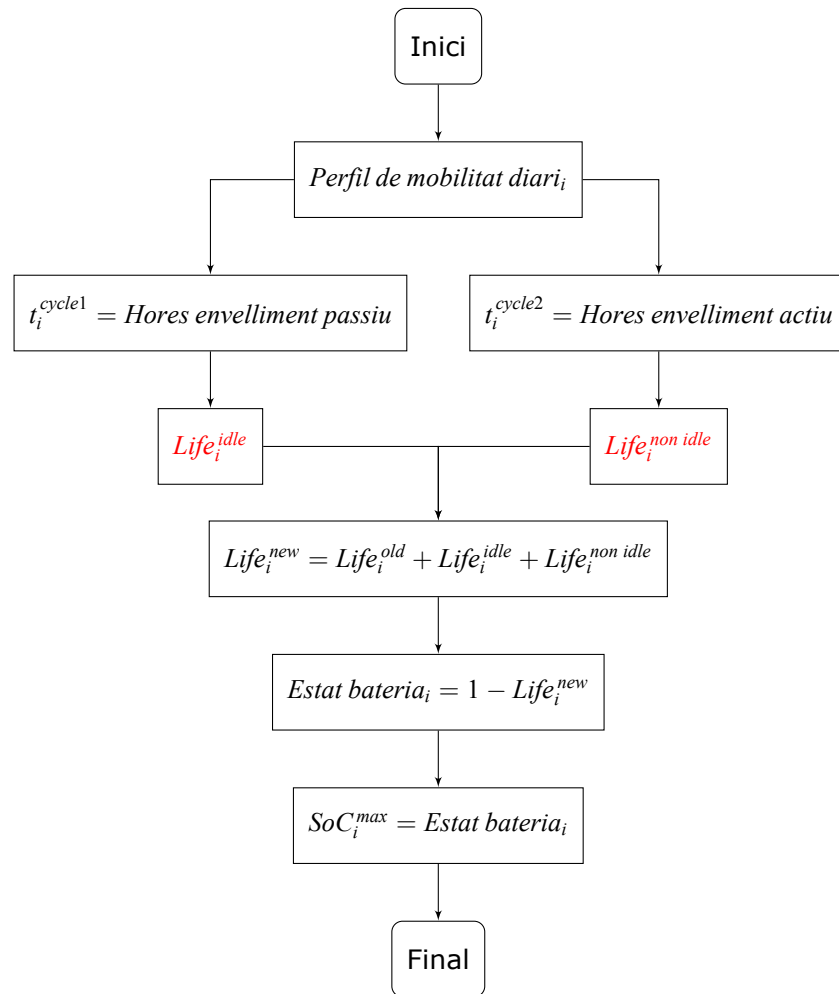 Inici
Perfil de mobilitat diari_i
t_i^{cycle1} = Hores envelliment passiu
t_i^{cycle2} = Hores envelliment actiu
Life_i^{idle}
Life_i^{non idle}
Life_i^{new} = Life_i^{old} + Life_i^{idle} + Life_i^{non idle}
Estat bateria_i = 1 − Life_i^{new}
SoC_i^{max} = Estat bateria_i
Final